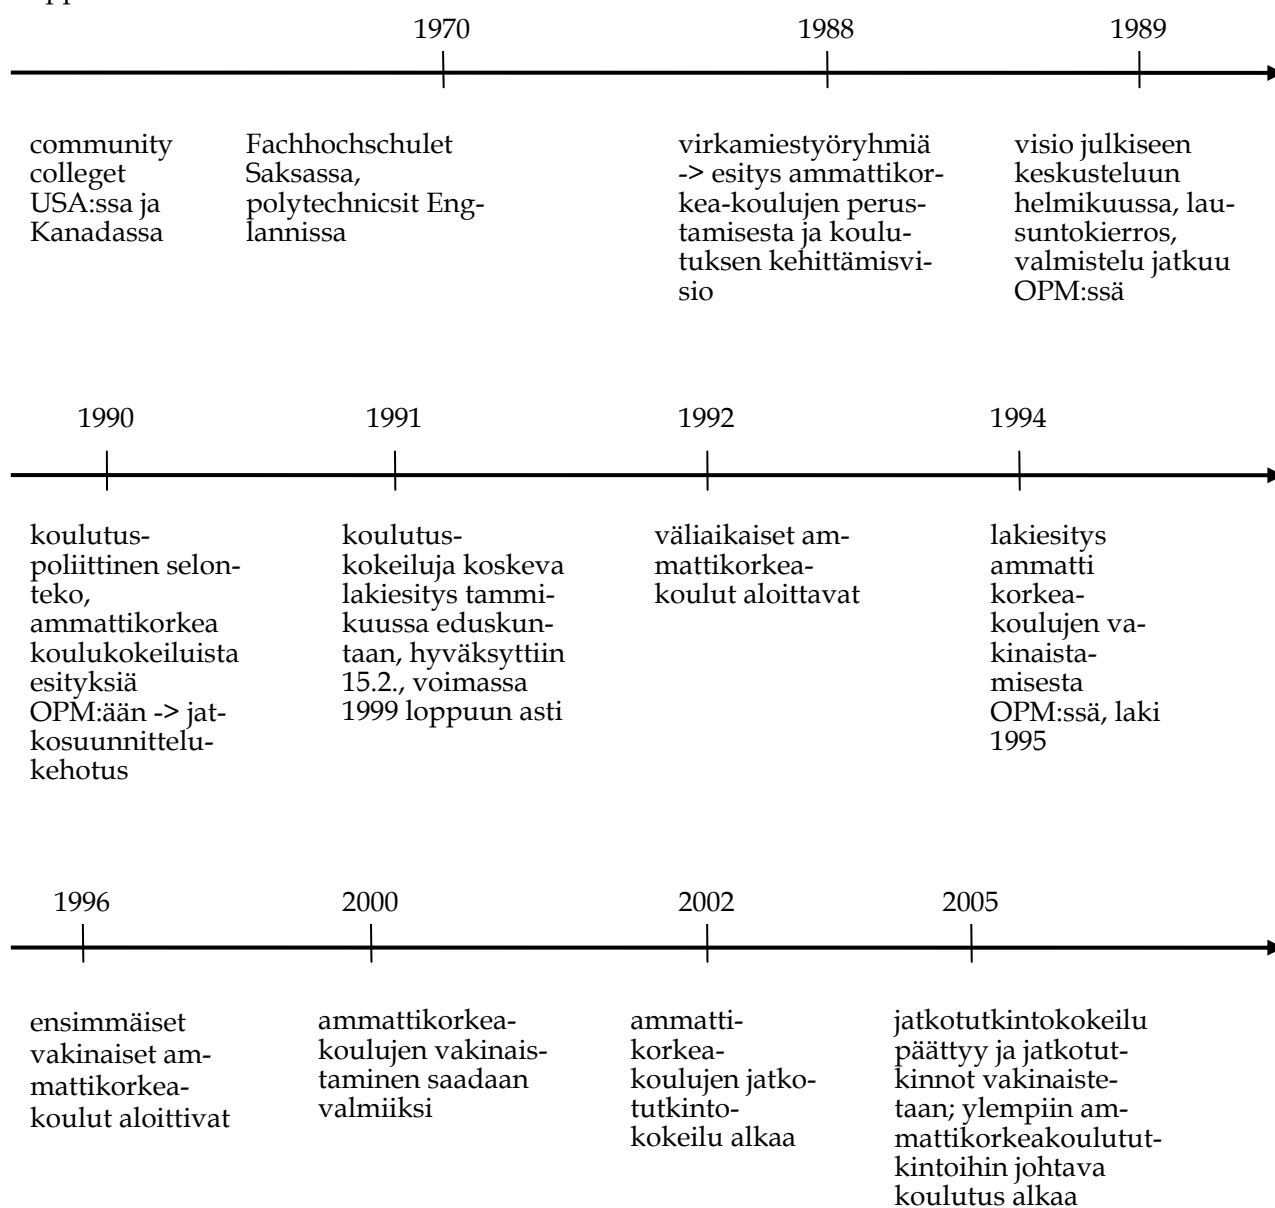 1970 1988 1989
community
colleget
USA:ssa ja
Kanadassa
Fachhochschulet
Saksassa,
polytechnicsit Eng-
lannissa
virkamiestyöryhmiä
-> esitys ammattikor-
kea-koulujen perus-
tamisesta ja koulu-
tuksen kehittämisvi-
sio
visio julkiseen
keskusteluun
helmikuussa, lau-
suntokierros,
valmistelu jatkuu
OPM:ssä
1990 1991 1992 1994
koulutus-
poliittinen selon-
teko,
ammattikorkea
koulukokeiluista
esityksiä
OPM:ään -> jat-
kosuunnittelu-
kehotus
koulutus-
kokeiluja koskeva
lakiesitys tammi-
kuussa eduskun-
taan, hyväksyttiin
15.2., voimassa
1999 loppuun asti
väliaikaiset am-
mattikorkea-
koulut aloittavat
lakiesitys
ammatti
korkea-
koulujen va-
kinaista-
misesta
OPM:ssä, laki
1995
1996 2000 2002 2005
ensimmäiset
vakinaiset am-
mattikorkea-
koulut aloittivat
ammattikorkea-
koulujen vakinais-
taminen saadaan
valmiiksi
ammatti-
korkea-
koulujen jatko-
tutkinto-
kokeilu alkaa
jatkotutkintokokeilu
päättyy ja jatkotut-
kinnot vakinaiste-
taan; ylempiin am-
mattikorkeakoulutut-
kintoihin johtava
koulutus alkaa